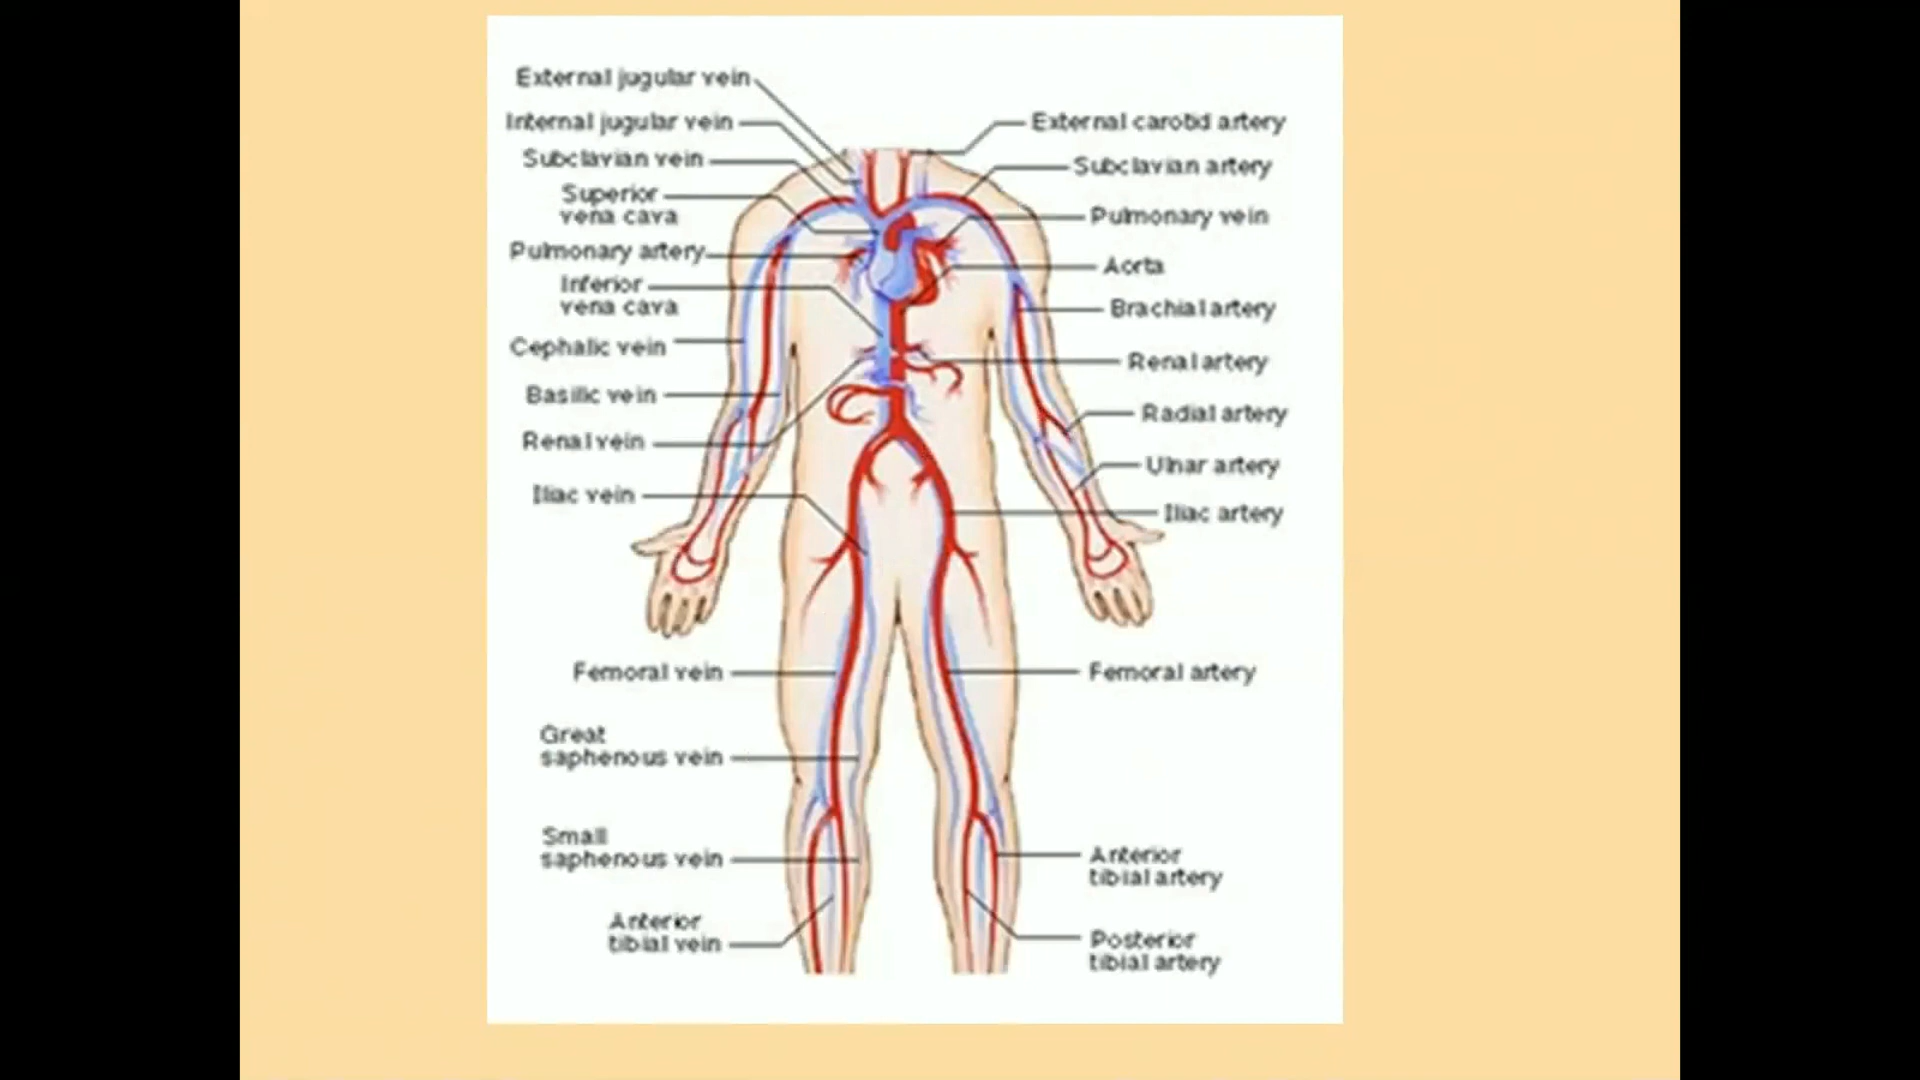 External jugular vein
Internal jugular vein
Subclavian vein
Superior
vena cava
Pulmonary artery
Inferior
vena cava
Cephalic vein
Basilic vein
Renal vein
Iliac vein
Femoral vein
Great
saphenous vein
Small
saphenous vein
Anterior
tibial vein
External carotid artery
Subclavian artery
Pulmonary vein
Aorta
Brachial artery
Renal artery
Radial artery
Ulnar artery
Iliac artery
Femoral artery
Anterior
tibial artery
Posterior
tibial artery